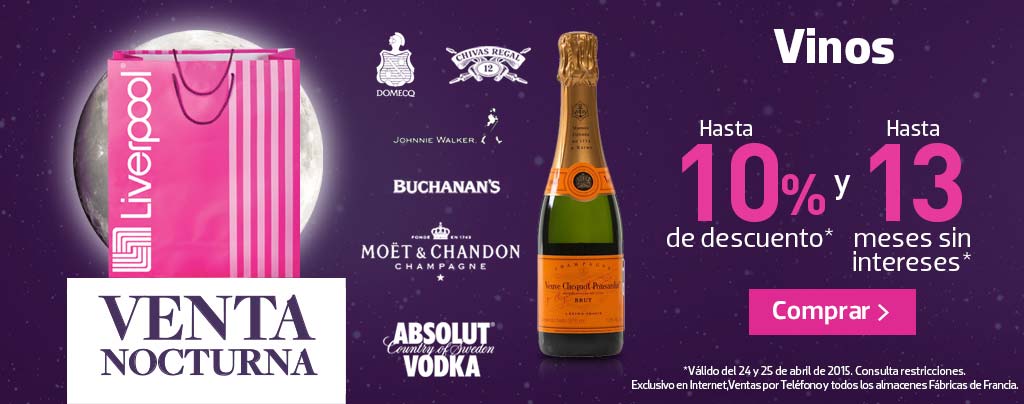 Liverpool
VENTA
NOCTURNA
DOMECQ
CHIVAS REGAL
12
JOHNNIE WALKER.
BUCHANAN'S
FONDÉ EN 1743
MOËT & CHANDON
CHAMPAGNE
ABSOLUT
Country of Sweden
VODKA
CHAMPAGNE
Veuve Clicquot Ponsardin
BRUT
Vinos
Hasta
10%
de descuento*
y
Hasta
13
meses sin
intereses*
Comprar >
*Válido del 24 y 25 de abril de 2015. Consulta restricciones.
Exclusivo en Internet,Ventas por Teléfono y todos los almacenes Fábricas de Francia.